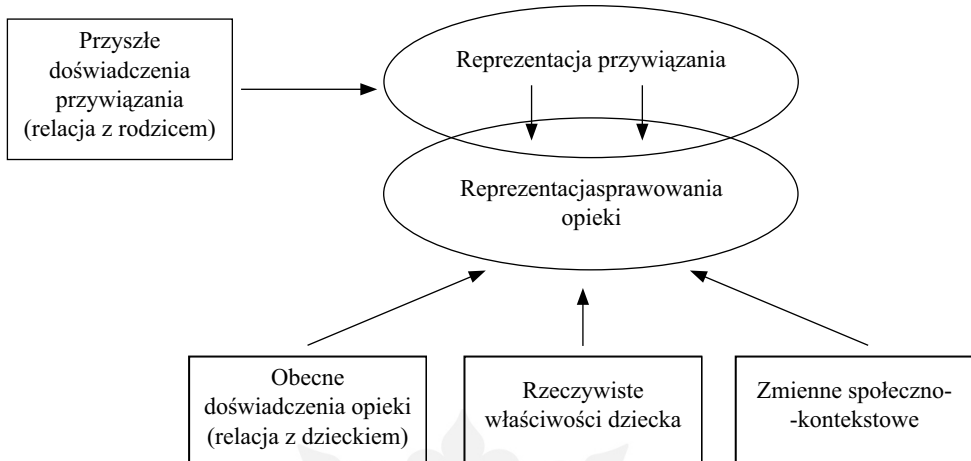 Przyszłe
doświadczenia
przywiązania
(relacja z rodzicem)
Reprezentacja przywiązania
Reprezentacjasprawowania
opieki
Obecne
doświadczenia opieki
(relacja z dzieckiem)
Rzeczywiste
właściwości dziecka
Zmienne społeczno-
-kontekstowe